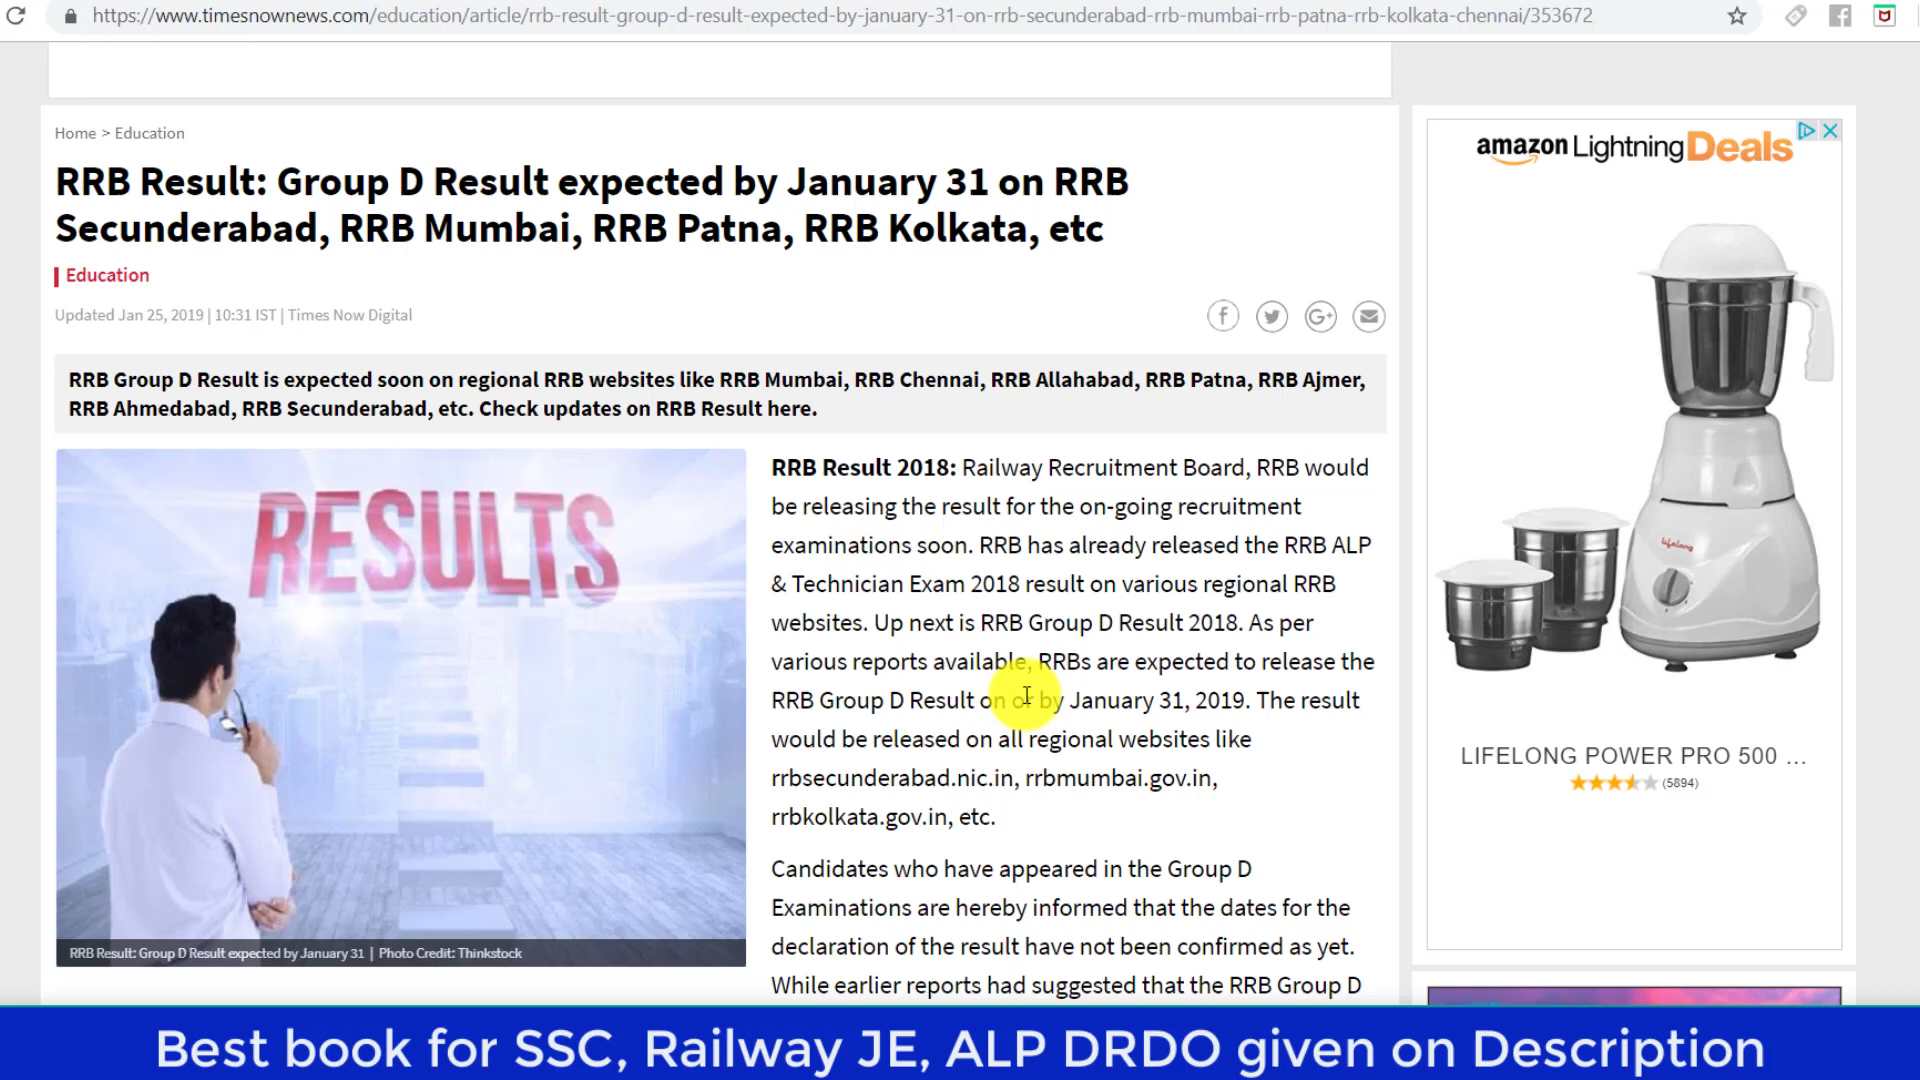 https://www.timesnownews.com/education/article/rrb-result-group-d-result-expected-by-january-31-on-rrb-secunderabad-rrb-mumbai-rrb-patna-rrb-kolkata-chennai/353672
Home > Education
RRB Result: Group D Result expected by January 31 on RRB
Secunderabad, RRB Mumbai, RRB Patna, RRB Kolkata, etc
Education
Updated Jan 25, 2019 | 10:31 IST | Times Now Digital
RRB Group D Result is expected soon on regional RRB websites like RRB Mumbai, RRB Chennai, RRB Allahabad, RRB Patna, RRB Ajmer,
RRB Ahmedabad, RRB Secunderabad, etc. Check updates on RRB Result here.
RESULTS
RRB Result: Group D Result expected by January 31 | Photo Credit: Thinkstock
RRB Result 2018: Railway Recruitment Board, RRB would
be releasing the result for the on-going recruitment
examinations soon. RRB has already released the RRB ALP
& Technician Exam 2018 result on various regional RRB
websites. Up next is RRB Group D Result 2018. As per
various reports available, RRBs are expected to release the
RRB Group D Result on or by January 31, 2019. The result
would be released on all regional websites like
rrbsecunderabad.nic.in, rrbmumbai.gov.in,
rrbkolkata.gov.in, etc.
Candidates who have appeared in the Group D
Examinations are hereby informed that the dates for the
declaration of the result have not been confirmed as yet.
While earlier reports had suggested that the RRB Group D
amazon Lightning Deals
lifelong
LIFELONG POWER PRO 500 ...
(5894)
Best book for SSC, Railway JE, ALP DRDO given on Description